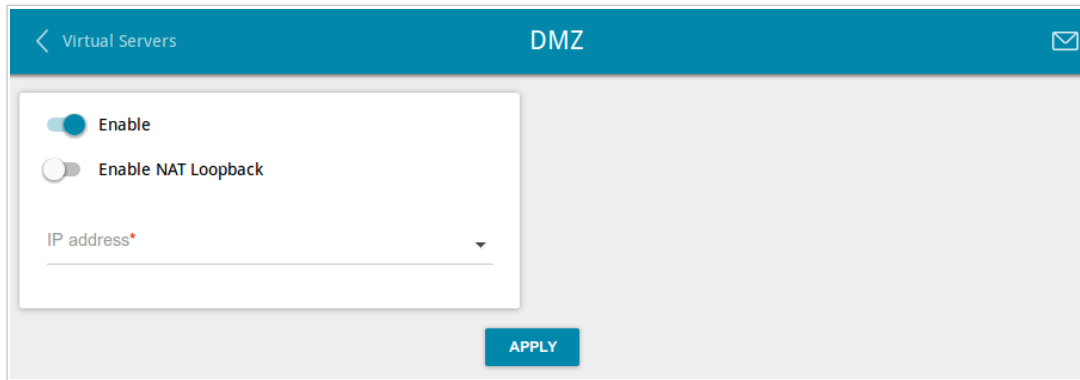 Virtual Servers
DMZ
Enable
Enable NAT Loopback
IP address*
APPLY